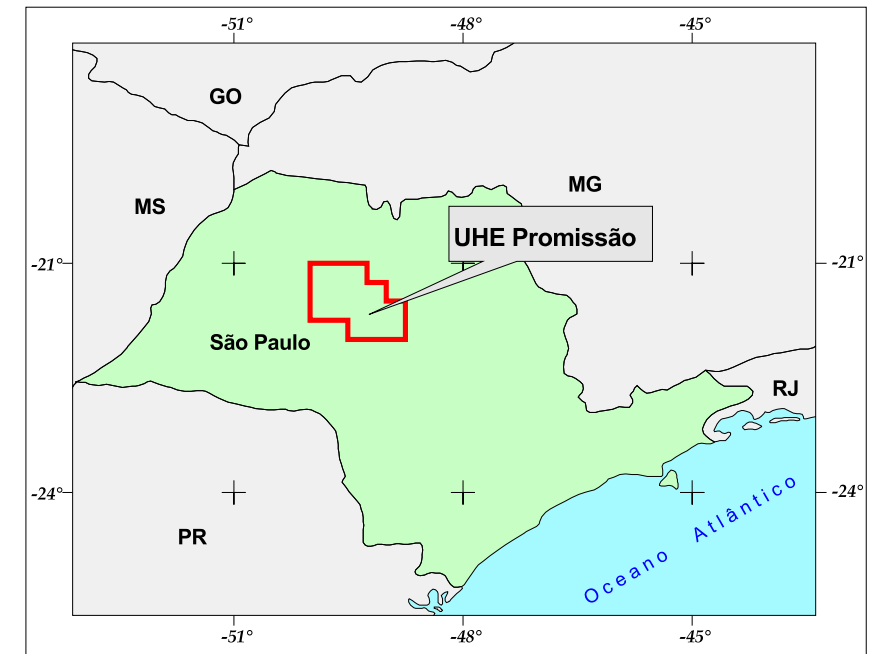 -51° -48° -45°
GO
MG
MS
UHE Promissão
-21° -21°
São Paulo
RJ
-24° -24°
Oceano Atlântico
PR
-51° -48° -45°